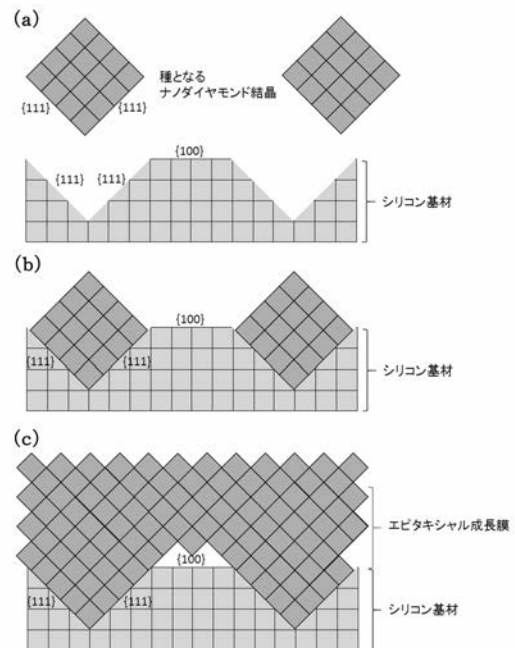 (a)
種となる
ナノダイヤモンド結晶
{111} {111}
{100}
{111} {111}
シリコン基材
(b)
{100}
{111} {111}
シリコン基材
(c)
エピタキシャル成長膜
{100}
{111} {111}
シリコン基材